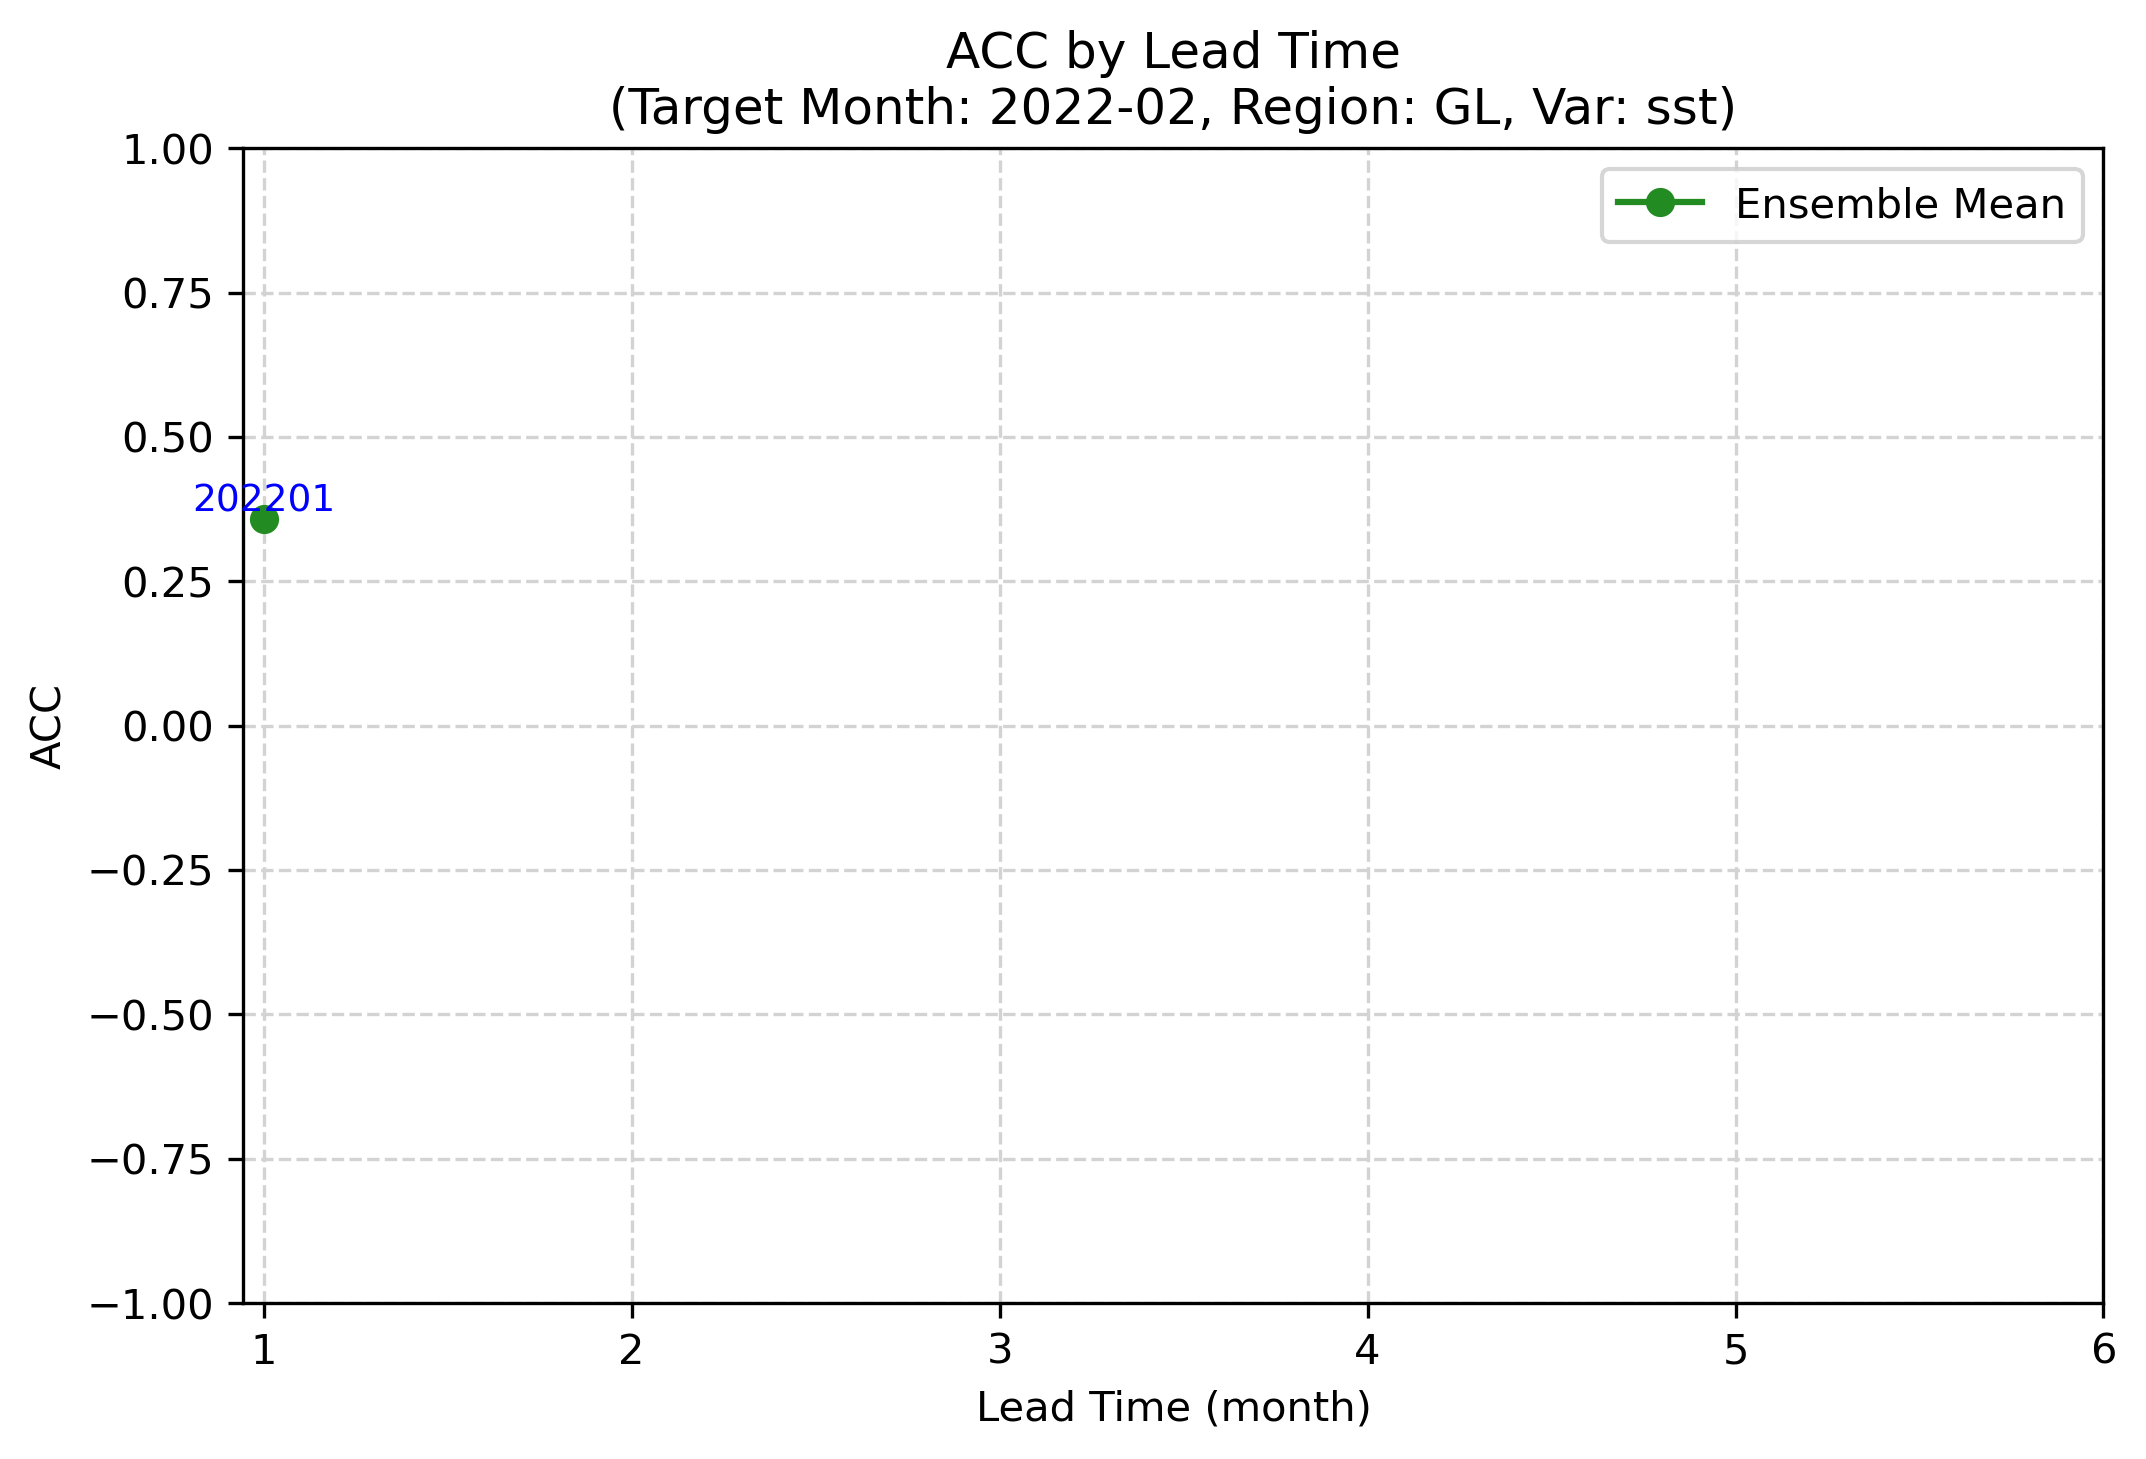 ACC by Lead Time
(Target Month: 2022-02, Region: GL, Var: sst)
1.00
0.75
0.50
0.25
0.00
−0.25
−0.50
−0.75
−1.00
ACC
Ensemble Mean
202201
1 2 3 4 5 6
Lead Time (month)